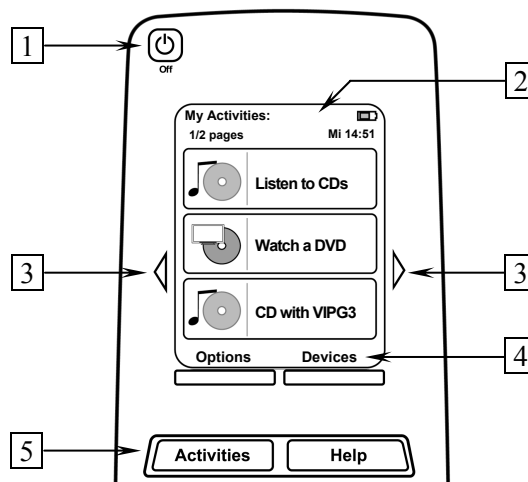 1
Off
2
My Activities:
1/2 pages Mi 14:51
Listen to CDs
Watch a DVD
3 3
CD with VIPG3
Options Devices
4
5
Activities Help